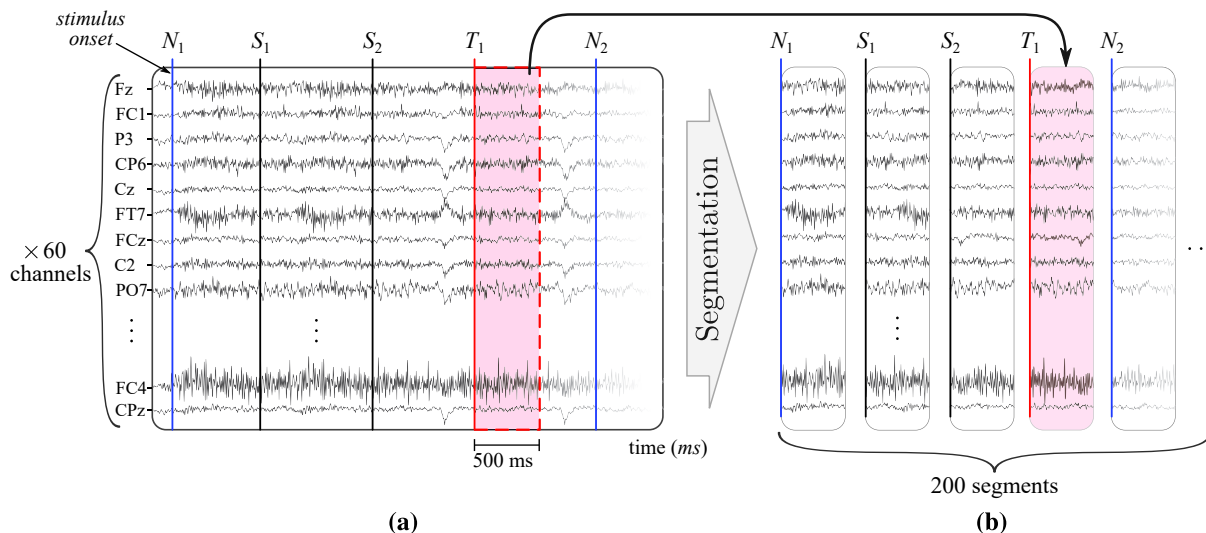 stimulus
onset
N1 S1 S2 T1 N2
Fz
FC1
P3
CP6
Cz
FT7
FCz
C2
PO7
⋮ ⋮
FC4
CPz
×60
channels
500 ms
time (ms)
(a)
Segmentation
N1 S1 S2 T1 N2
⋮
...
200 segments
(b)